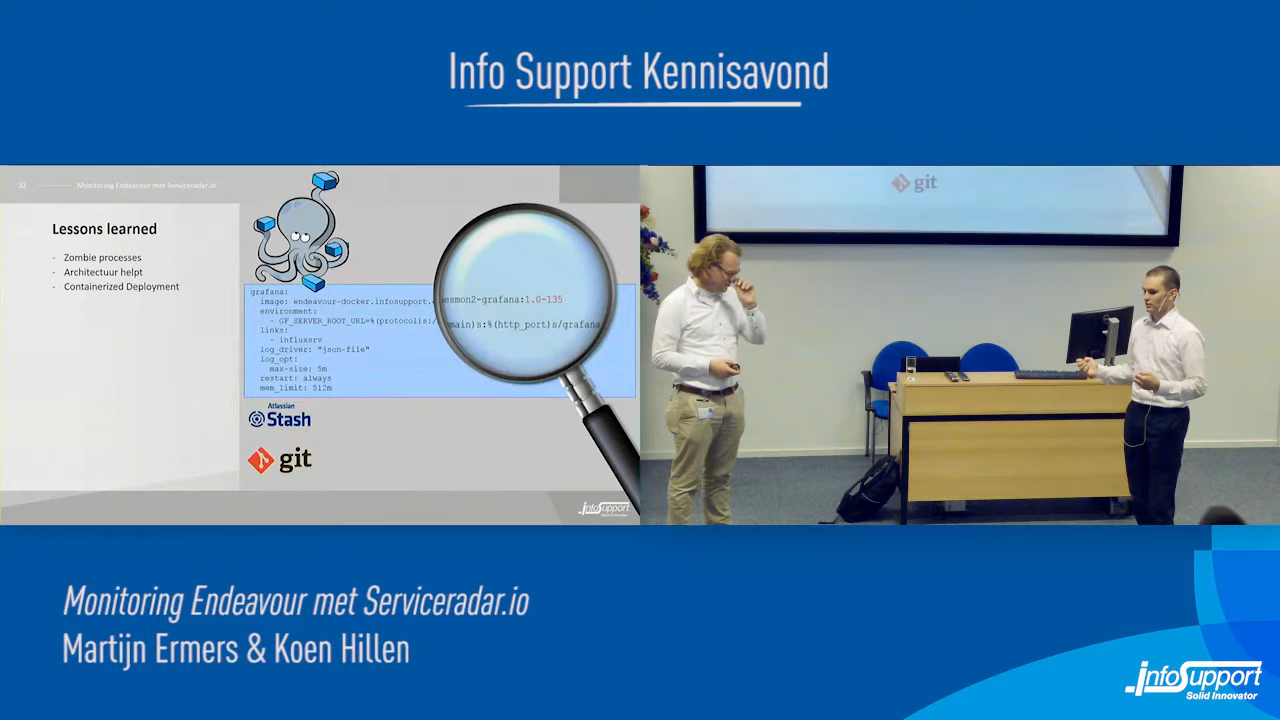 Info Support Kennisavond
32
Monitoring Endeavour met Serviceradar.io
Lessons learned
- Zombie processes
- Architectuur helpt
- Containerized Deployment
grafana:
image: endeavour-docker.infosupport.
esmon2-grafana:1.0-135
environment:
- GF_SERVER_ROOT_URL=%(protocol)s:/
main)s:%(http_port)s/grafana
links:
- influxsrv
log_driver: "json-file"
log_opt:
max-size: 5m
restart: always
mem_limit: 512m
Atlassian
Stash
git
infoSupport
Solid Innovator
git
Monitoring Endeavour met Serviceradar.io
Martijn Ermers & Koen Hillen
infoSupport
Solid Innovator